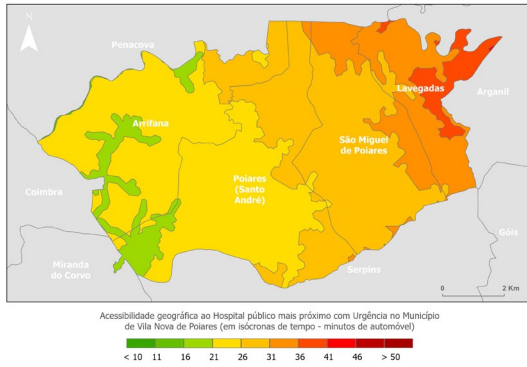 N
Penacova
Lavegadas
Arganil
Arrifana
São Miguel
de Poiares
Poiares
(Santo
André)
Coimbra
Góis
Miranda
do Corvo
Serpins
0 2 Km
Acessibilidade geográfica ao Hospital público mais próximo com Urgência no Município
de Vila Nova de Poiares (em isócronas de tempo - minutos de automóvel)
< 10 11 16 21 26 31 36 41 46 > 50